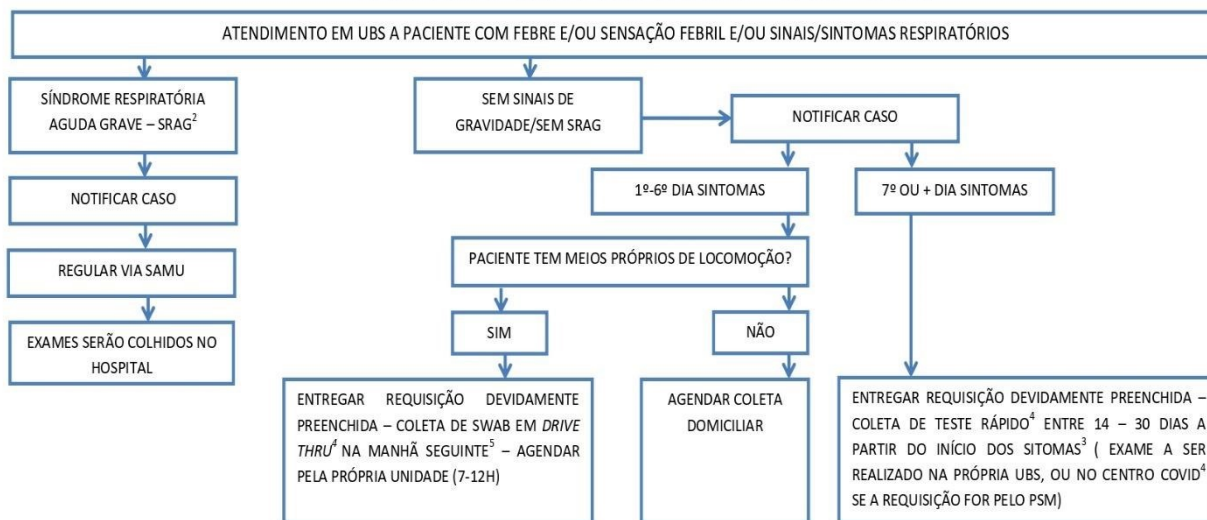 ATENDIMENTO EM UBS A PACIENTE COM FEBRE E/OU SENSAÇÃO FEBRIL E/OU SINAIS/SINTOMAS RESPIRATÓRIOS
SÍNDROME RESPIRATÓRIA
AGUDA GRAVE – SRAG²
NOTIFICAR CASO
REGULAR VIA SAMU
EXAMES SERÃO COLHIDOS NO
HOSPITAL
SEM SINAIS DE
GRAVIDADE/SEM SRAG
NOTIFICAR CASO
1º-6º DIA SINTOMAS
7º OU + DIA SINTOMAS
PACIENTE TEM MEIOS PRÓPRIOS DE LOCOMOÇÃO?
SIM
NÃO
ENTREGAR REQUISIÇÃO DEVIDAMENTE
PREENCHIDA – COLETA DE SWAB EM DRIVE
THRU⁴ NA MANHÃ SEGUINTE⁵ – AGENDAR
PELA PRÓPRIA UNIDADE (7-12H)
AGENDAR COLETA
DOMICILIAR
ENTREGAR REQUISIÇÃO DEVIDAMENTE PREENCHIDA –
COLETA DE TESTE RÁPIDO⁴ ENTRE 14 – 30 DIAS A
PARTIR DO INÍCIO DOS SITOMAS³ ( EXAME A SER
REALIZADO NA PRÓPRIA UBS, OU NO CENTRO COVID⁴
SE A REQUISIÇÃO FOR PELO PSM)